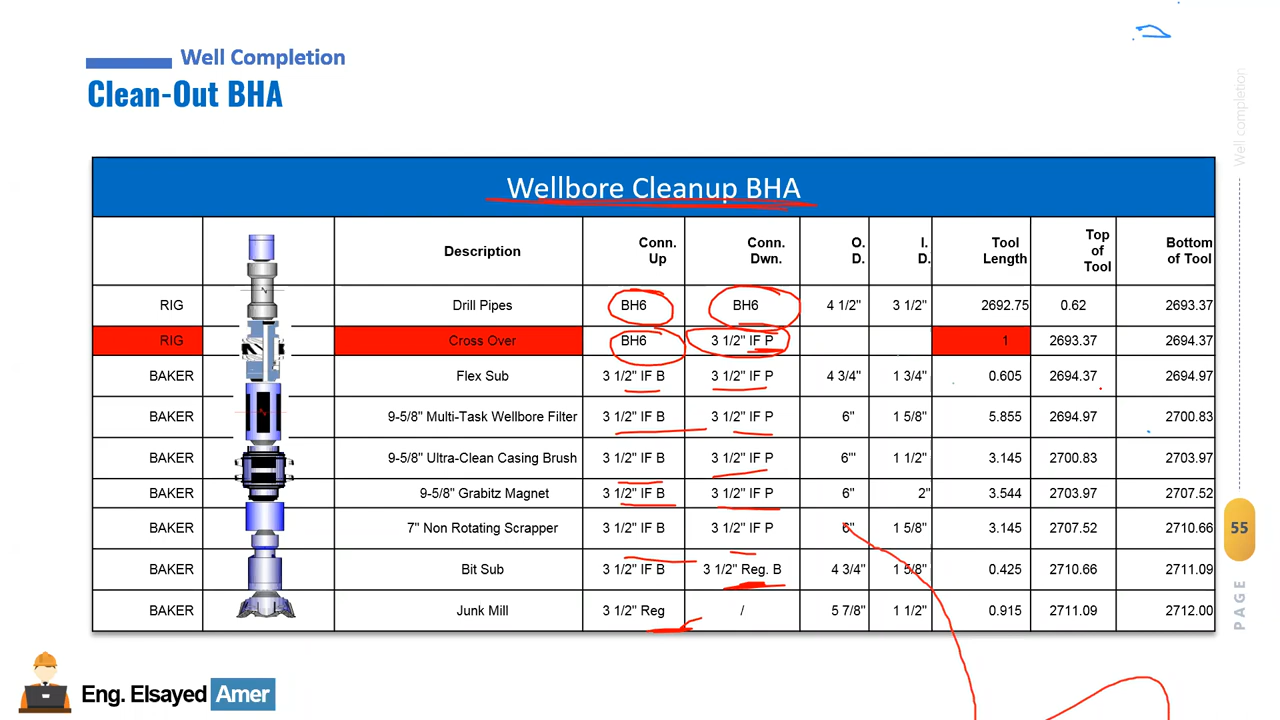 Well Completion
Clean-Out BHA
Well completion
Wellbore Cleanup BHA
Description Conn. Up Conn. Dwn. O. D. I. D. Tool Length Top of Tool Bottom of Tool
RIG Drill Pipes BH6 BH6 4 1/2" 3 1/2" 2692.75 0.62 2693.37
RIG Cross Over BH6 3 1/2" IF P 1 2693.37 2694.37
BAKER Flex Sub 3 1/2" IF B 3 1/2" IF P 4 3/4" 1 3/4" 0.605 2694.37 2694.97
BAKER 9-5/8" Multi-Task Wellbore Filter 3 1/2" IF B 3 1/2" IF P 6" 1 5/8" 5.855 2694.97 2700.83
BAKER 9-5/8" Ultra-Clean Casing Brush 3 1/2" IF B 3 1/2" IF P 6"' 1 1/2" 3.145 2700.83 2703.97
BAKER 9-5/8" Grabitz Magnet 3 1/2" IF B 3 1/2" IF P 6" 2" 3.544 2703.97 2707.52
BAKER 7" Non Rotating Scrapper 3 1/2" IF B 3 1/2" IF P 6" 1 5/8" 3.145 2707.52 2710.66
BAKER Bit Sub 3 1/2" IF B 3 1/2" Reg. B 4 3/4" 1 5/8" 0.425 2710.66 2711.09
BAKER Junk Mill 3 1/2" Reg / 5 7/8" 1 1/2" 0.915 2711.09 2712.00
55
PAGE
Eng. Elsayed Amer